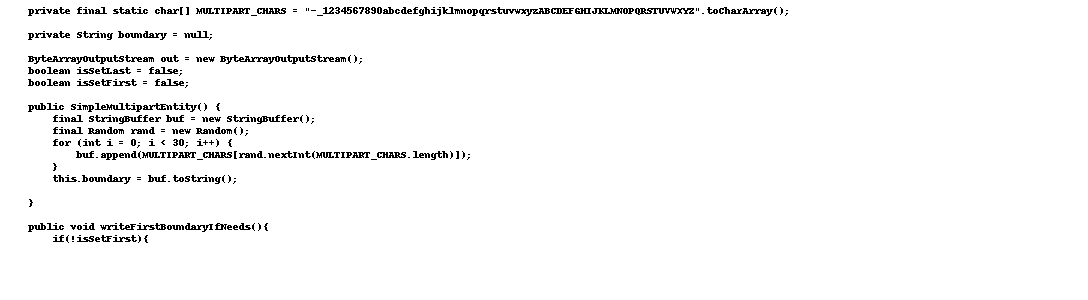 private final static char[] MULTIPART_CHARS = "-_1234567890abcdefghijklmnopqrstuvwxyzABCDEFGHIJKLMNOPQRSTUVWXYZ".toCharArray();
private String boundary = null;
ByteArrayOutputStream out = new ByteArrayOutputStream();
boolean isSetLast = false;
boolean isSetFirst = false;
public SimpleMultipartEntity() {
final StringBuffer buf = new StringBuffer();
final Random rand = new Random();
for (int i = 0; i < 30; i++) {
buf.append(MULTIPART_CHARS[rand.nextInt(MULTIPART_CHARS.length)]);
}
this.boundary = buf.toString();
}
public void writeFirstBoundaryIfNeeds(){
if(!isSetFirst){